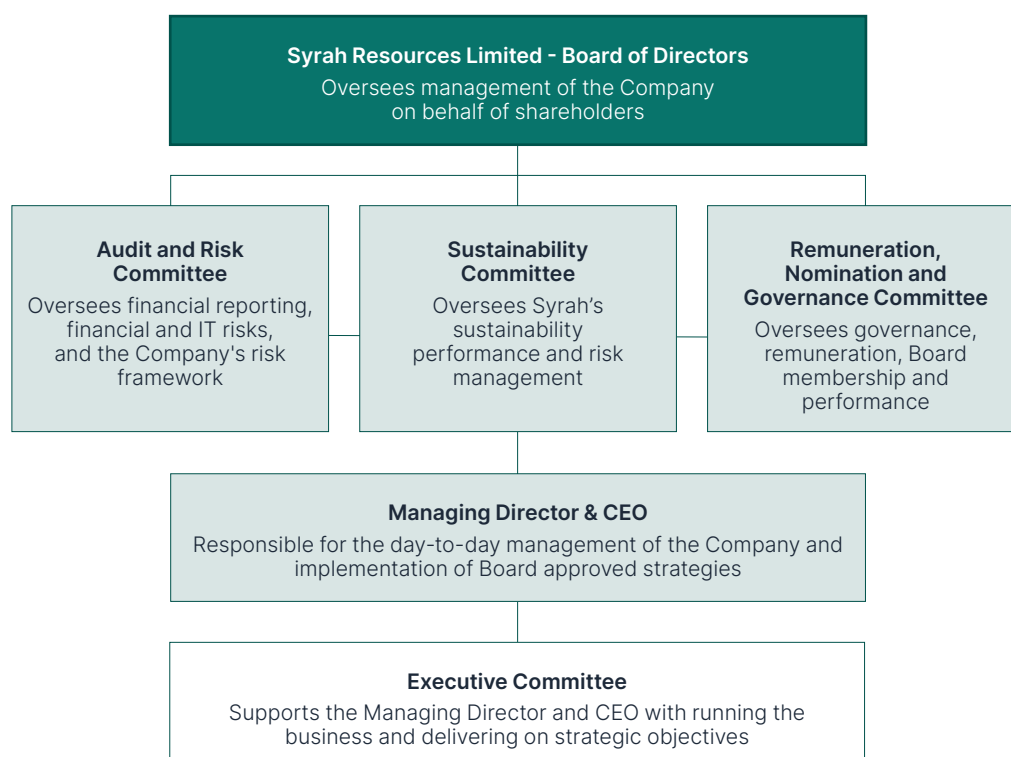 Syrah Resources Limited - Board of Directors
Oversees management of the Company
on behalf of shareholders
Audit and Risk
Committee
Oversees financial reporting,
financial and IT risks,
and the Company's risk
framework
Sustainability
Committee
Oversees Syrah’s
sustainability
performance and risk
management
Remuneration,
Nomination and
Governance Committee
Oversees governance,
remuneration, Board
membership and
performance
Managing Director & CEO
Responsible for the day-to-day management of the Company and
implementation of Board approved strategies
Executive Committee
Supports the Managing Director and CEO with running the
business and delivering on strategic objectives